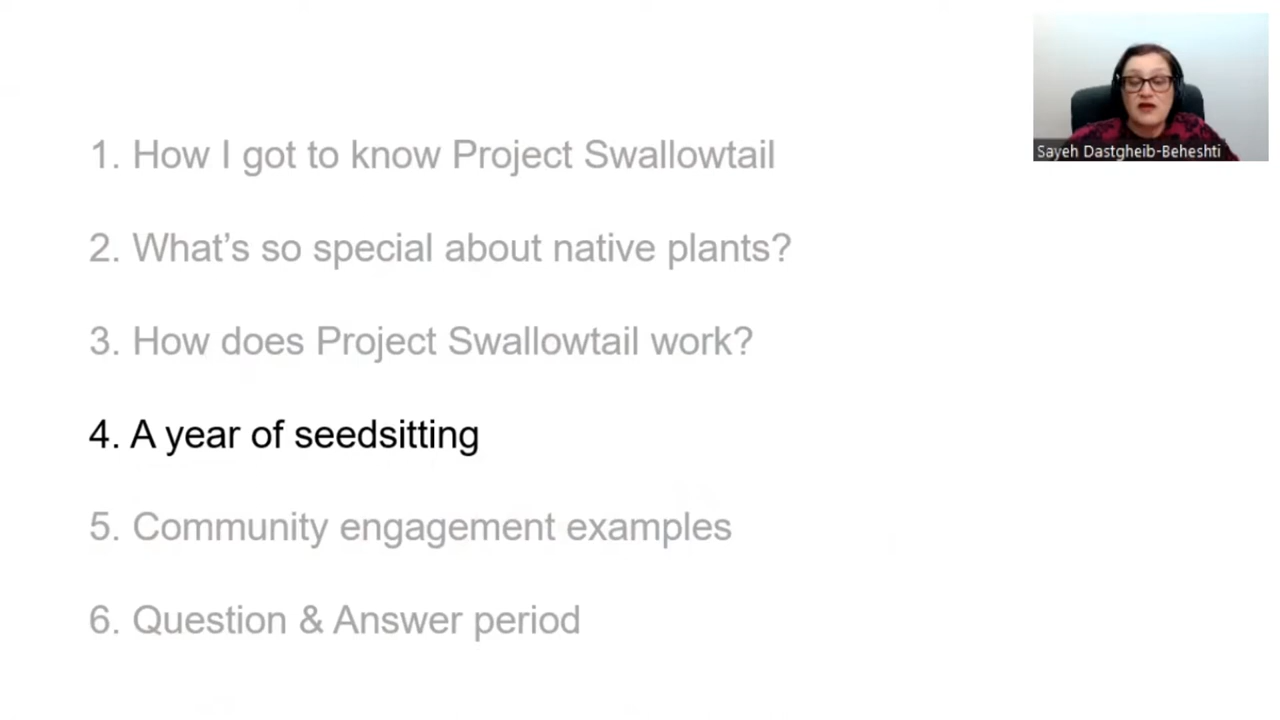 Sayeh Dastgheib-Beheshti
1. How I got to know Project Swallowtail
2. What's so special about native plants?
3. How does Project Swallowtail work?
4. A year of seedsitting
5. Community engagement examples
6. Question & Answer period